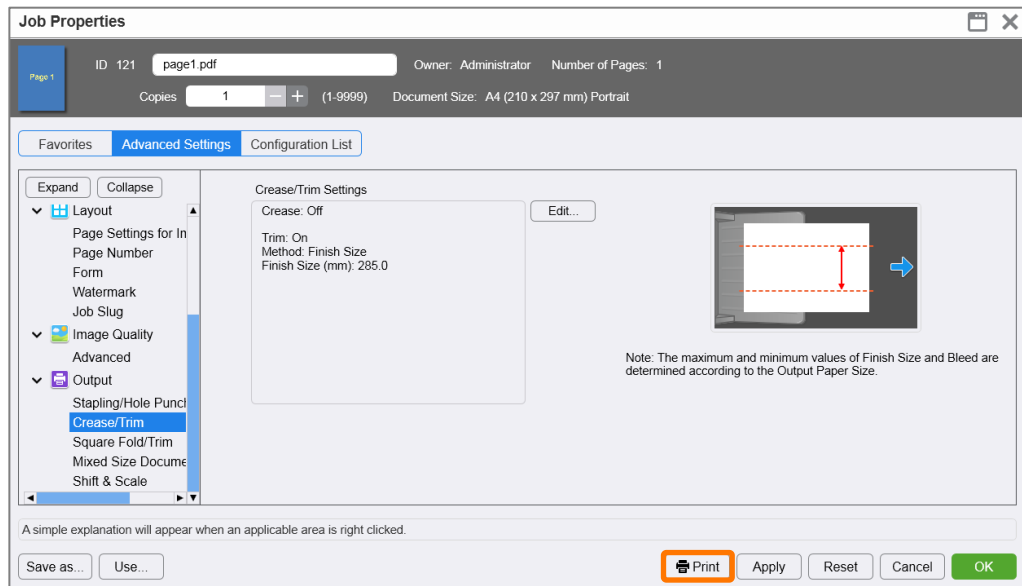 Job Properties
Page 1
ID 121 page1.pdf Owner: Administrator Number of Pages: 1
Copies 1 (1-9999) Document Size: A4 (210 x 297 mm) Portrait
Favorites Advanced Settings Configuration List
Expand Collapse
Layout
Page Settings for In
Page Number
Form
Watermark
Job Slug
Image Quality
Advanced
Output
Stapling/Hole Punch
Crease/Trim
Square Fold/Trim
Mixed Size Docume
Shift & Scale
Crease/Trim Settings
Crease: Off
Trim: On
Method: Finish Size
Finish Size (mm): 285.0
Edit...
Note: The maximum and minimum values of Finish Size and Bleed are
determined according to the Output Paper Size.
A simple explanation will appear when an applicable area is right clicked.
Save as... Use... Print Apply Reset Cancel OK